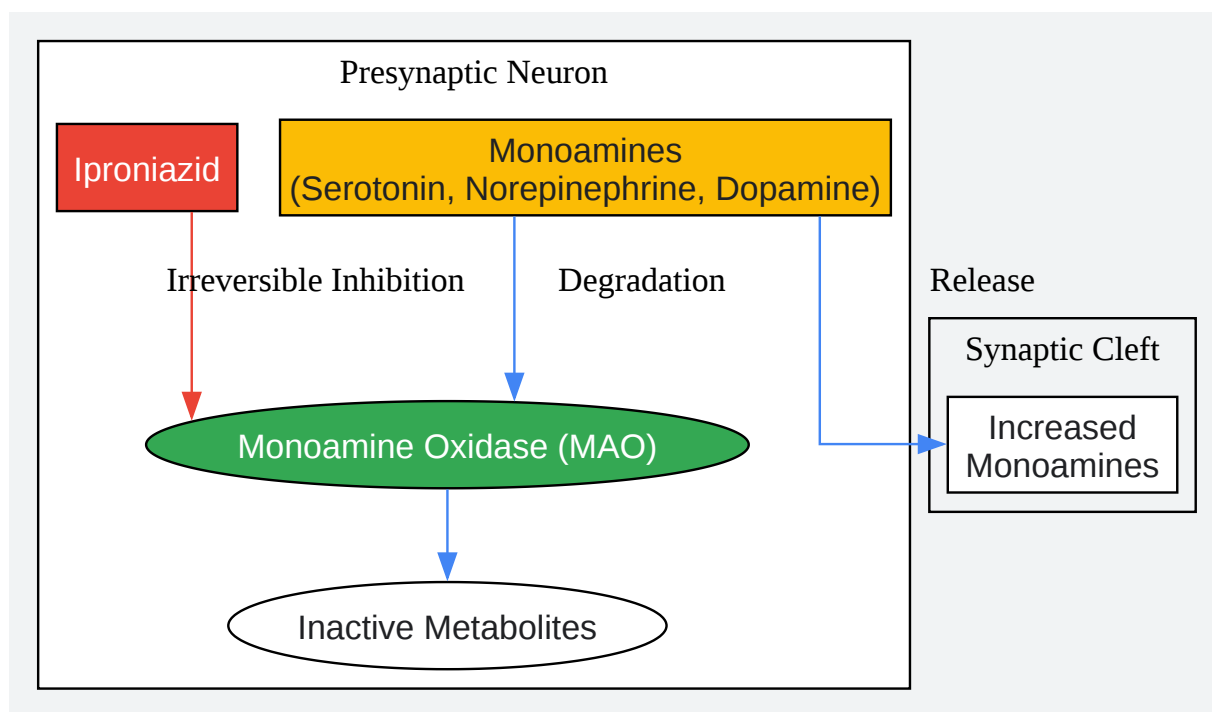 Presynaptic Neuron
Iproniazid
Monoamines
(Serotonin, Norepinephrine, Dopamine)
Irreversible Inhibition
Degradation
Release
Synaptic Cleft
Increased
Monoamines
Monoamine Oxidase (MAO)
Inactive Metabolites